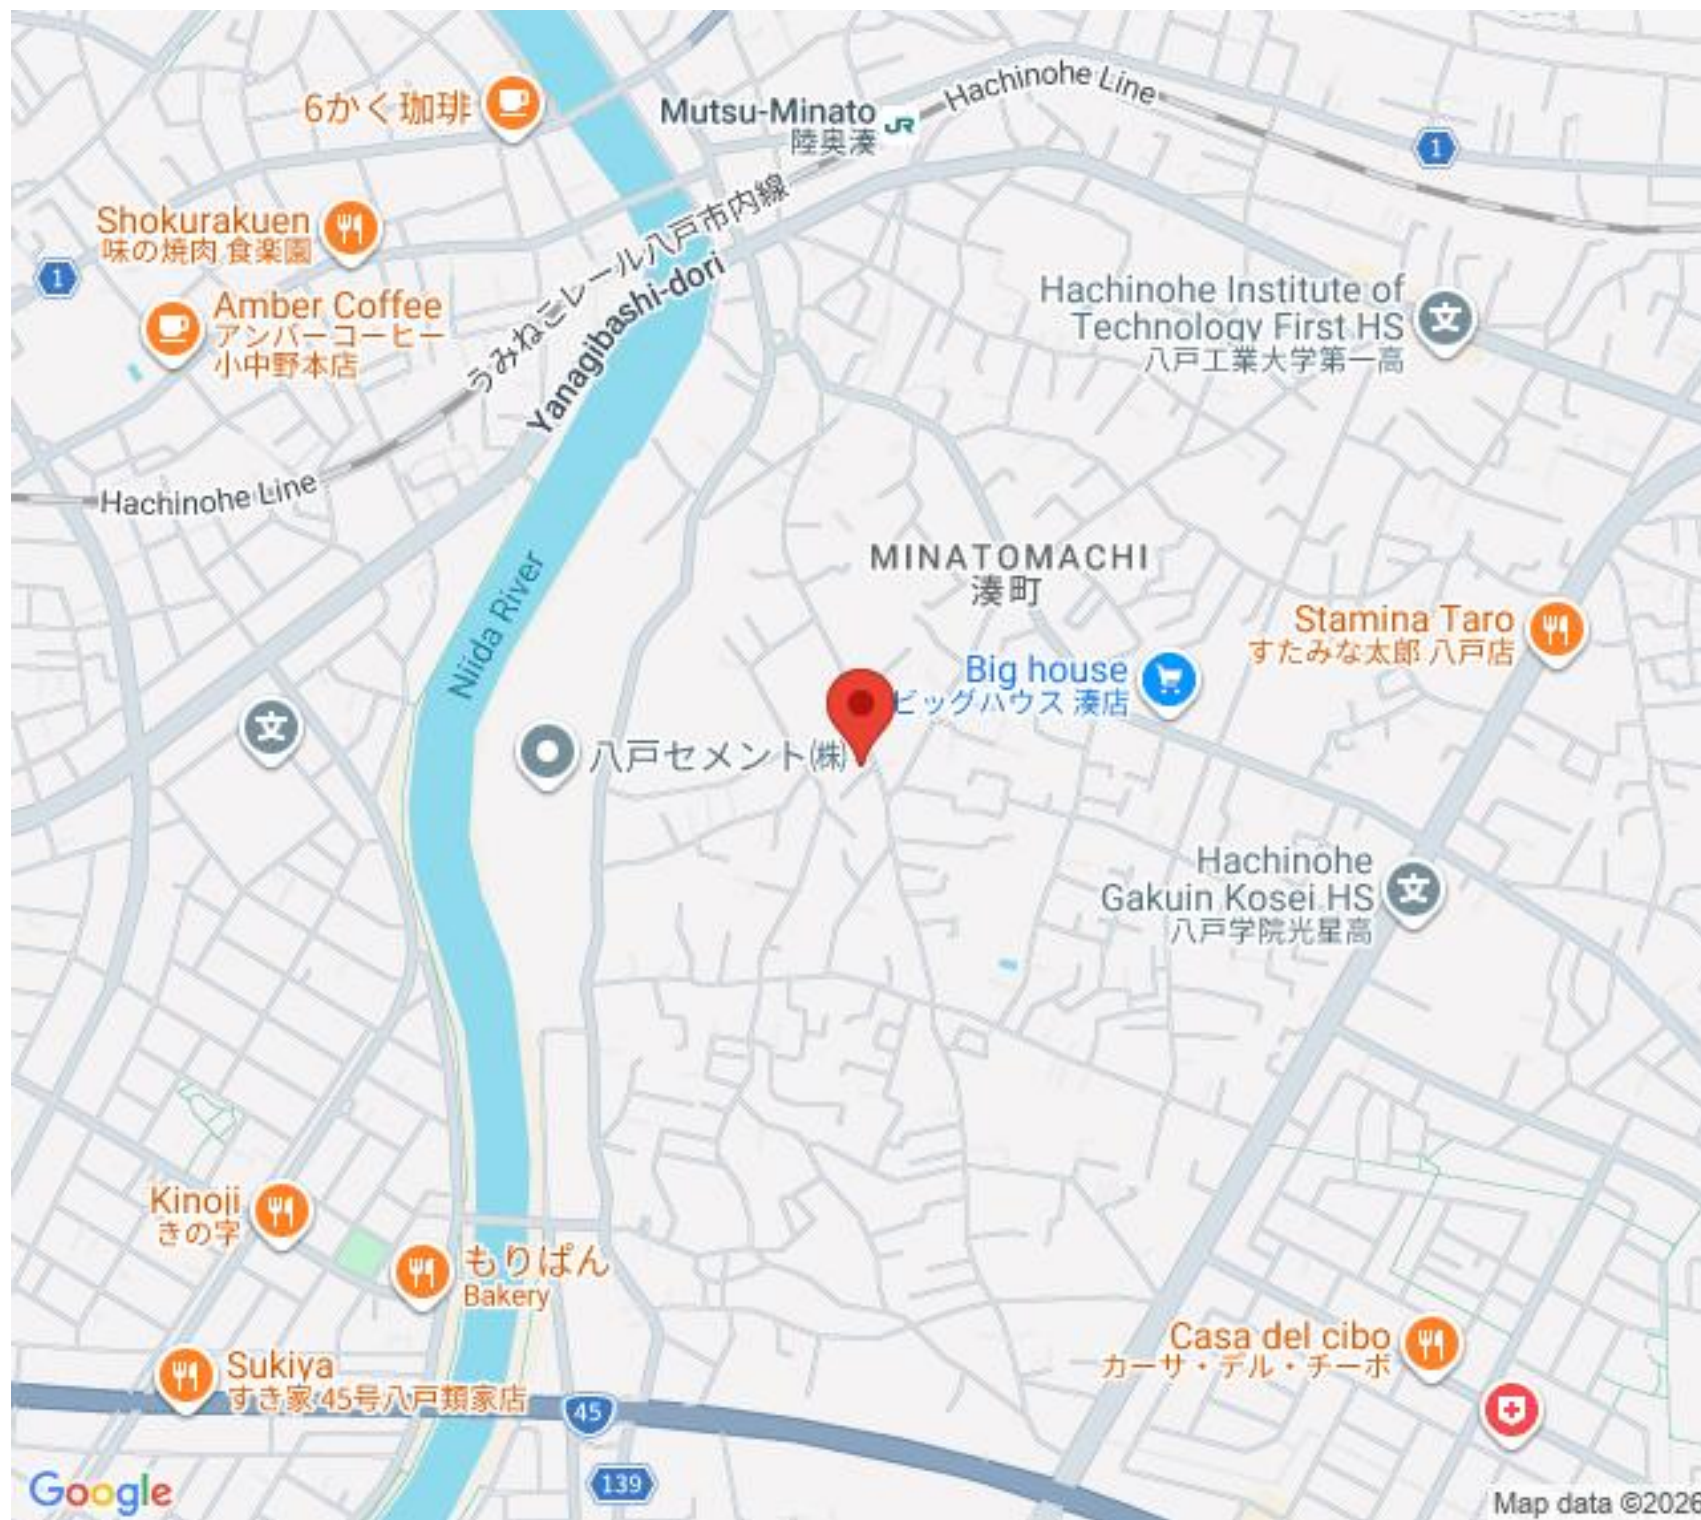 6かく珈琲
Mutsu-Minato
陸奥湊
JR
Hachinohe Line
1
Shokurakuen
味の焼肉 食楽園
うみねこレール八戸市内線
Yanagibashi-dori
1
Amber Coffee
アンバーコーヒー
小中野本店
Hachinohe Institute of
Technology First HS
八戸工業大学第一高
文
Hachinohe Line
Niida River
MINATOMACHI
湊町
Stamina Taro
すたみな太郎 八戸店
Big house
ビッグハウス 湊店
文
八戸セメント㈱
Hachinohe
Gakuin Kosei HS
八戸学院光星高
文
Kinoji
きの字
もりぱん
Bakery
Casa del cibo
カーサ・デル・チーボ
Sukiya
すき家 45号八戸類家店
45
139
Google
Map data ©2026